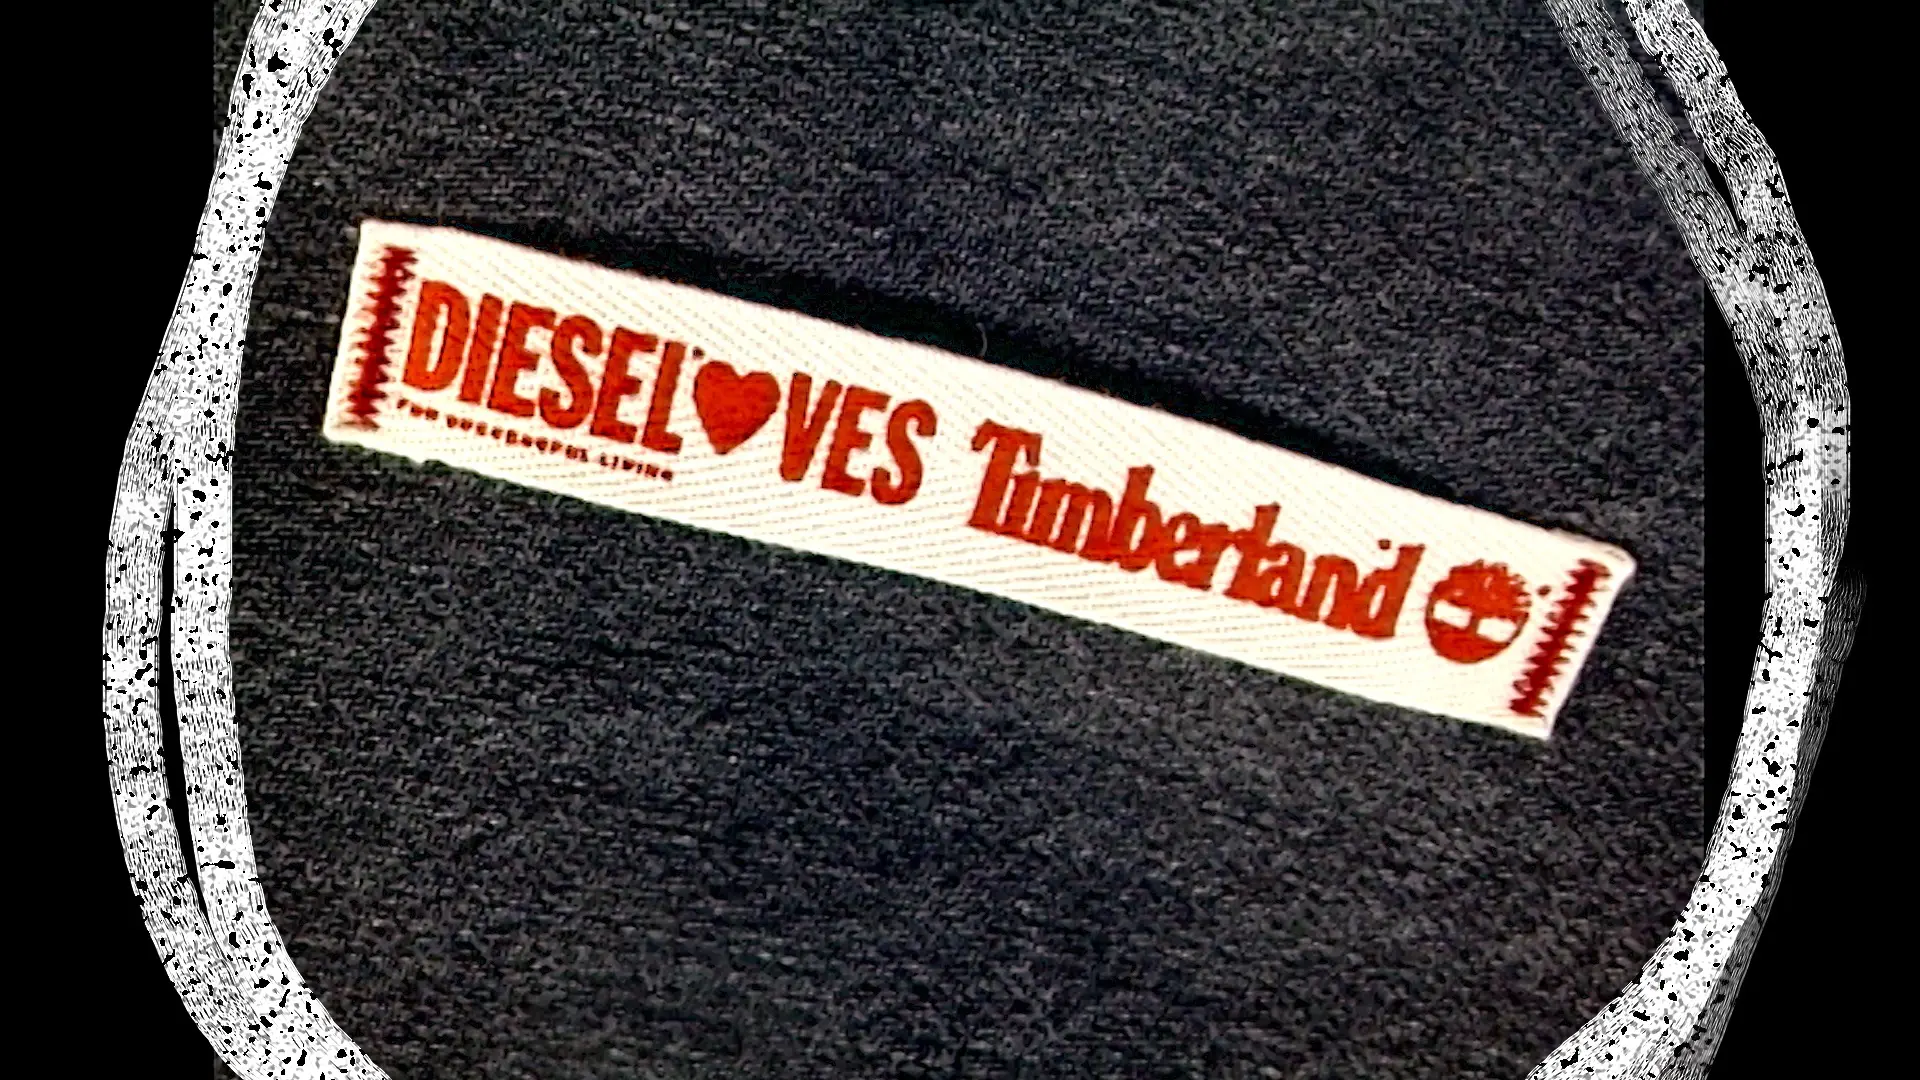 DIESEL♥VES Timberland
FOR SUCCESSFUL LIVING